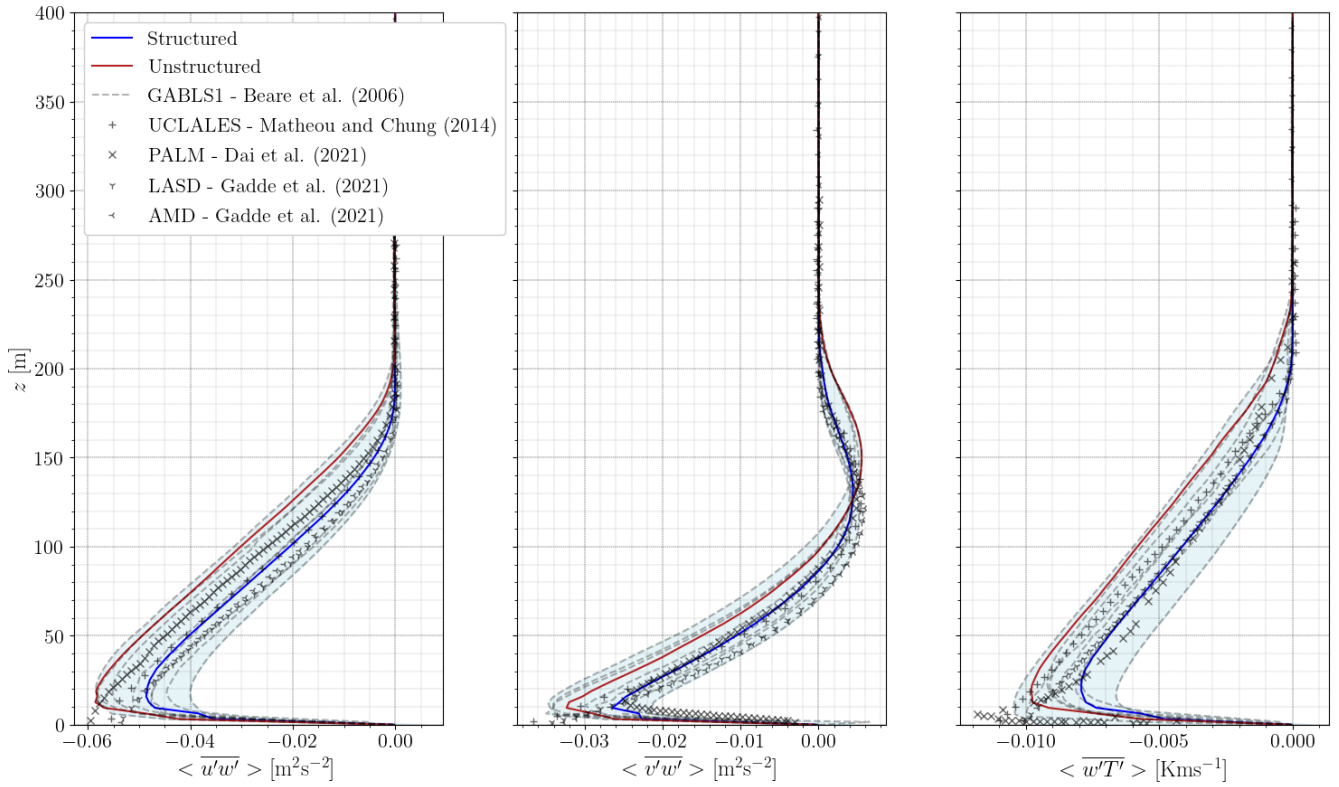 400
350
300
250
200
150
100
50
0
z [m]
Structured
Unstructured
GABLS1 - Beare et al. (2006)
UCLALES - Matheou and Chung (2014)
PALM - Dai et al. (2021)
LASD - Gadde et al. (2021)
AMD - Gadde et al. (2021)
−0.06 −0.04 −0.02 0.00
< u′w′ > [m²s⁻²]
−0.03 −0.02 −0.01 0.00
< v′w′ > [m²s⁻²]
−0.010 −0.005 0.000
< w′T′ > [Kms⁻¹]